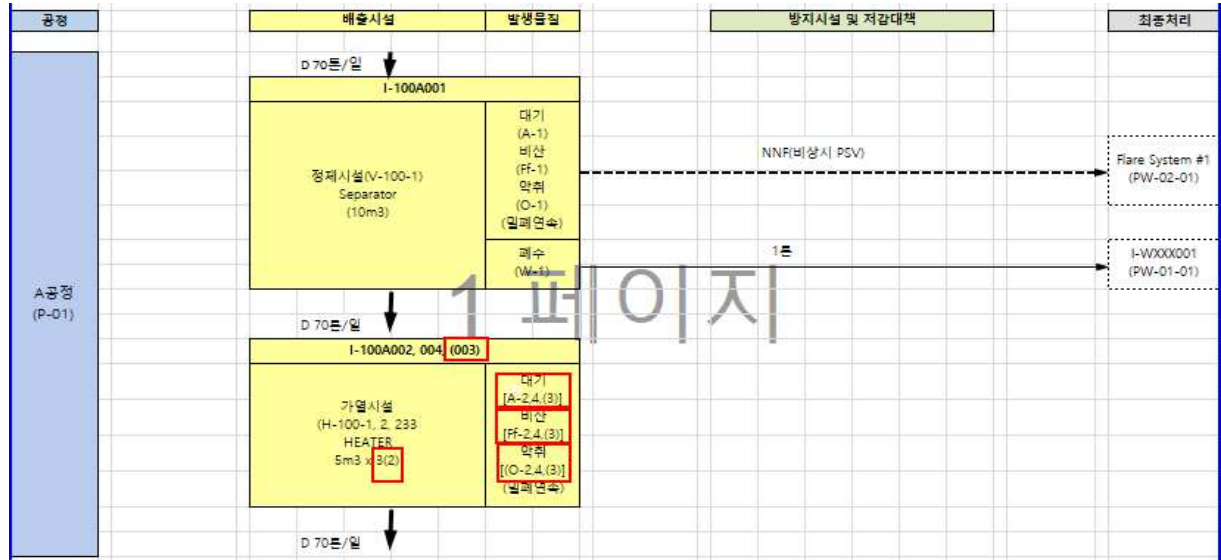 공정
배출시설
발생물질
방지시설 및 저감대책
최종처리
D 70톤/일
I-100A001
정제시설(V-100-1)
Separator
(10m3)
대기
(A-1)
비산
(Ff-1)
악취
(O-1)
(밀폐연속)
NNF(비상시 PSV)
Flare System #1
(PW-02-01)
폐수
(W-1)
1톤
I-WXXX001
(PW-01-01)
A공정
(P-01)
1 페이지
D 70톤/일
I-100A002, 004, (003)
가열시설
(H-100-1, 2, 233
HEATER
5m3 x 3(2)
대기
[A-2,4,(3)]
비산
[Ff-2,4,(3)]
악취
[(O-2,4,(3)]
(밀폐연속)
D 70톤/일